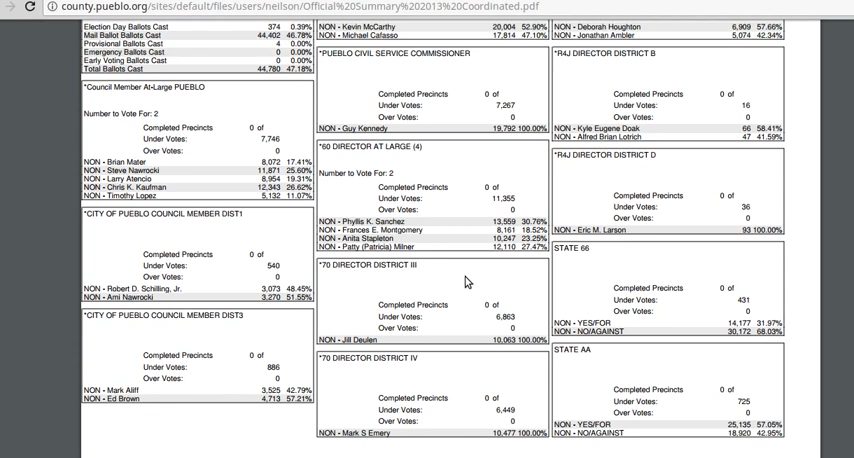 county.pueblo.org/sites/default/files/users/neilson/Official%20Summary%202013%20Coordinated.pdf
Election Day Ballots Cast 374 0.39%
Mail Ballot Ballots Cast 44,402 46.78%
Provisional Ballots Cast 4 0.00%
Emergency Ballots Cast 0 0.00%
Early Voting Ballots Cast 0 0.00%
Total Ballots Cast 44,780 47.18%
*Council Member At-Large PUEBLO
Number to Vote For: 2
Completed Precincts 0 of
Under Votes: 7,746
Over Votes: 0
NON - Brian Mater 8,072 17.41%
NON - Steve Nawrocki 11,871 25.60%
NON - Larry Atencio 8,954 19.31%
NON - Chris K. Kaufman 12,343 26.62%
NON - Timothy Lopez 5,132 11.07%
*CITY OF PUEBLO COUNCIL MEMBER DIST1
Completed Precincts 0 of
Under Votes: 540
Over Votes: 0
NON - Robert D. Schilling, Jr. 3,073 48.45%
NON - Ami Nawrocki 3,270 51.55%
*CITY OF PUEBLO COUNCIL MEMBER DIST3
Completed Precincts 0 of
Under Votes: 886
Over Votes: 0
NON - Mark Aliff 3,525 42.79%
NON - Ed Brown 4,713 57.21%
NON - Kevin McCarthy 20,004 52.90%
NON - Michael Cafasso 17,814 47.10%
*PUEBLO CIVIL SERVICE COMMISSIONER
Completed Precincts 0 of
Under Votes: 7,267
Over Votes: 0
NON - Guy Kennedy 19,792 100.00%
*60 DIRECTOR AT LARGE (4)
Number to Vote For: 2
Completed Precincts 0 of
Under Votes: 11,355
Over Votes: 0
NON - Phyllis K. Sanchez 13,559 30.76%
NON - Frances E. Montgomery 8,161 18.52%
NON - Anita Stapleton 10,247 23.25%
NON - Patty (Patricia) Milner 12,110 27.47%
*70 DIRECTOR DISTRICT III
Completed Precincts 0 of
Under Votes: 6,863
Over Votes: 0
NON - Jill Deulen 10,063 100.00%
*70 DIRECTOR DISTRICT IV
Completed Precincts 0 of
Under Votes: 6,449
Over Votes: 0
NON - Mark S Emery 10,477 100.00%
NON - Deborah Houghton 6,909 57.66%
NON - Jonathan Ambler 5,074 42.34%
*R4J DIRECTOR DISTRICT B
Completed Precincts 0 of
Under Votes: 16
Over Votes: 0
NON - Kyle Eugene Doak 66 58.41%
NON - Alfred Brian Lotrich 47 41.59%
*R4J DIRECTOR DISTRICT D
Completed Precincts 0 of
Under Votes: 36
Over Votes: 0
NON - Eric M. Larson 93 100.00%
STATE 66
Completed Precincts 0 of
Under Votes: 431
Over Votes: 0
NON - YES/FOR 14,177 31.97%
NON - NO/AGAINST 30,172 68.03%
STATE AA
Completed Precincts 0 of
Under Votes: 725
Over Votes: 0
NON - YES/FOR 25,135 57.05%
NON - NO/AGAINST 18,920 42.95%